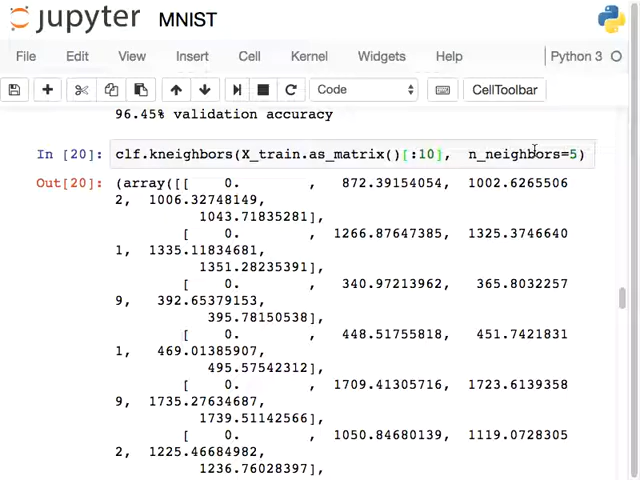 jupyter MNIST
File Edit View Insert Cell Kernel Widgets Help Python 3
Code CellToolbar
96.45% validation accuracy
In [20]: clf.kneighbors(X_train.as_matrix()[:10], n_neighbors=5)
Out[20]: (array([[ 0. , 872.39154054, 1002.6265506
2, 1006.32748149,
1043.71835281],
[ 0. , 1266.87647385, 1325.3746640
1, 1335.11834681,
1351.28235391],
[ 0. , 340.97213962, 365.8032257
9, 392.65379153,
395.78150538],
[ 0. , 448.51755818, 451.7421831
1, 469.01385907,
495.57542312],
[ 0. , 1709.41305716, 1723.6139358
9, 1735.27634687,
1739.51142566],
[ 0. , 1050.84680139, 1119.0728305
2, 1225.46684982,
1236.76028397],